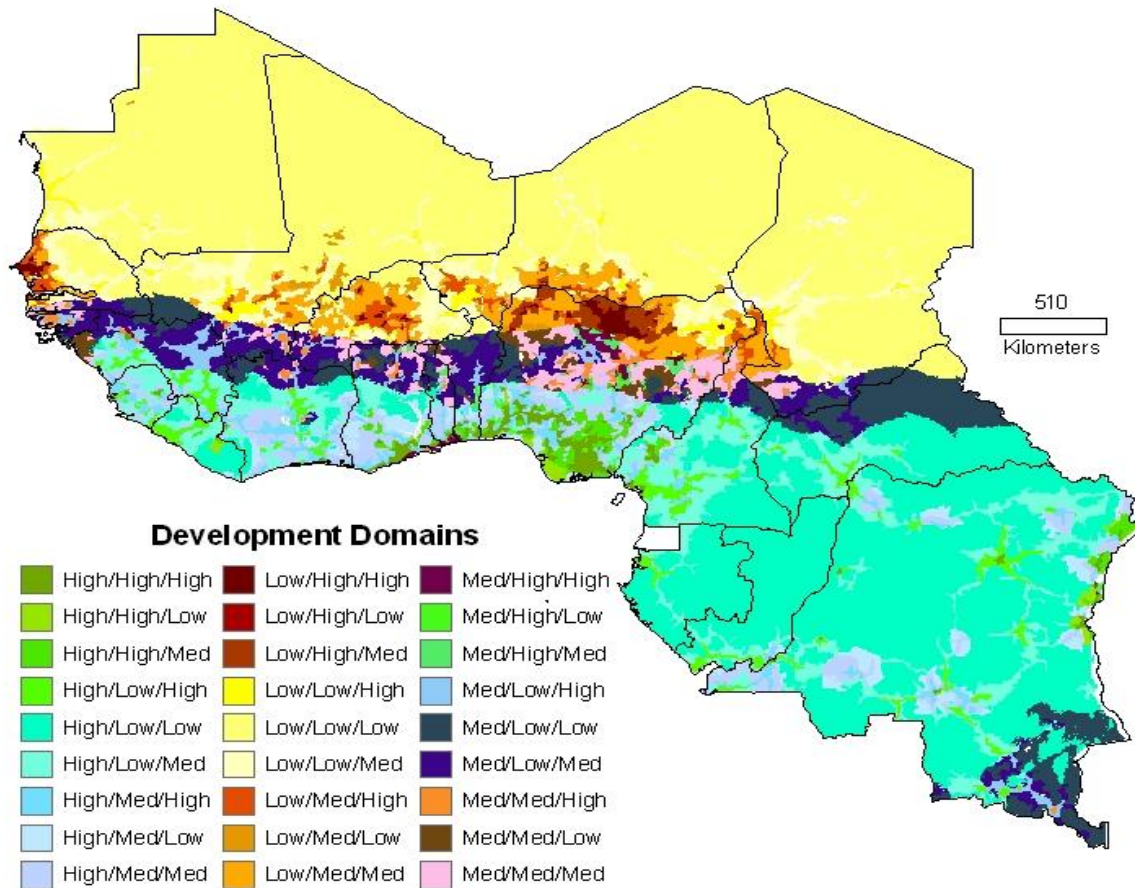 510
Kilometers
Development Domains
High/High/High
High/High/Low
High/High/Med
High/Low/High
High/Low/Low
High/Low/Med
High/Med/High
High/Med/Low
High/Med/Med
Low/High/High
Low/High/Low
Low/High/Med
Low/Low/High
Low/Low/Low
Low/Low/Med
Low/Med/High
Low/Med/Low
Low/Med/Med
Med/High/High
Med/High/Low
Med/High/Med
Med/Low/High
Med/Low/Low
Med/Low/Med
Med/Med/High
Med/Med/Low
Med/Med/Med